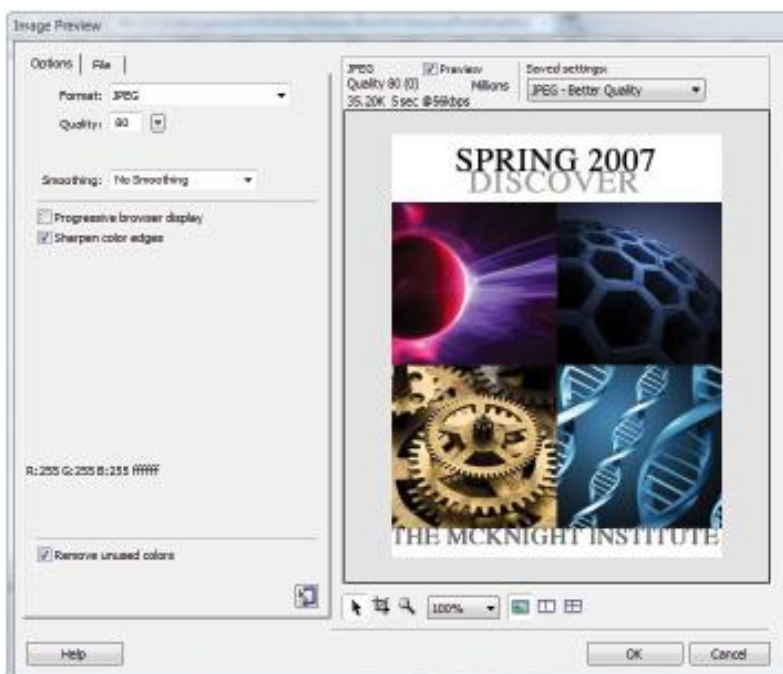 Image Preview
Options File
Format: JPEG
Quality: 80
Smoothing: No Smoothing
Progressive browser display
Sharpen color edges
R:255 G:255 B:255 ffffff
Remove unused colors
JPEG Preview
Quality 80 (0) Millions
35.20K 5 sec @56kbps
Saved settings:
JPEG - Better Quality
SPRING 2007
DISCOVER
THE MCKNIGHT INSTITUTE
100%
Help OK Cancel